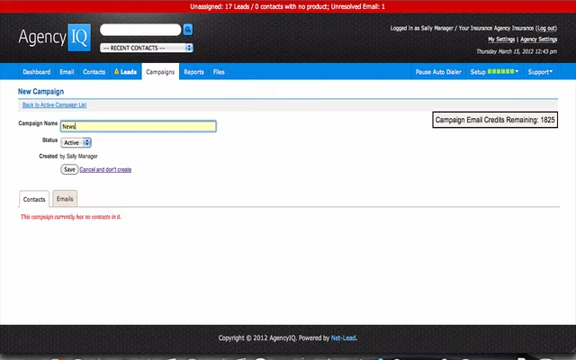 Unassigned: 17 Leads / 0 contacts with no product; Unresolved Email: 1
Agency IQ
-- RECENT CONTACTS --
Logged in as Sally Manager / Your Insurance Agency Insurance (Log out)
My Settings | Agency Settings
Thursday March 15, 2012 12:43 pm
Dashboard Email Contacts Leads Campaigns Reports Files Pause Auto Dialer Setup Support
New Campaign
Back to Active Campaign List
Campaign Name News
Campaign Email Credits Remaining: 1825
Status Active
Created by Sally Manager
Save Cancel and don't create
Contacts Emails
This campaign currently has no contacts in it.
Copyright © 2012 AgencyIQ. Powered by Net-Lead.